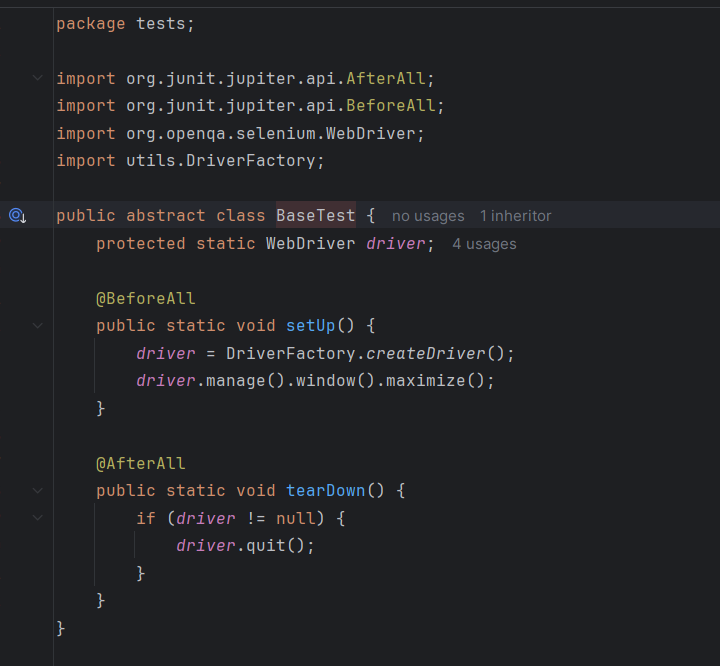 package tests;
import org.junit.jupiter.api.AfterAll;
import org.junit.jupiter.api.BeforeAll;
import org.openqa.selenium.WebDriver;
import utils.DriverFactory;
public abstract class BaseTest { no usages 1 inheritor
    protected static WebDriver driver; 4 usages
    @BeforeAll
    public static void setUp() {
        driver = DriverFactory.createDriver();
        driver.manage().window().maximize();
    }
    @AfterAll
    public static void tearDown() {
        if (driver != null) {
            driver.quit();
        }
    }
}